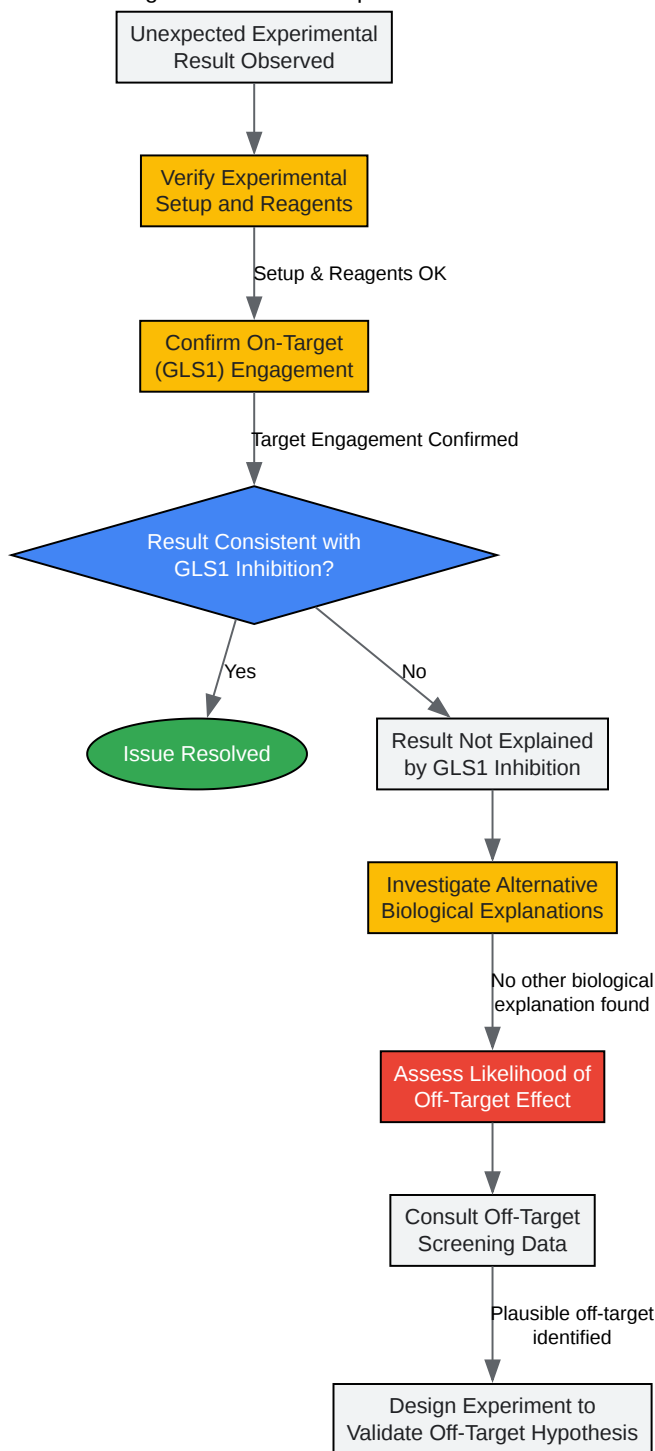 Unexpected Experimental
Result Observed
Verify Experimental
Setup and Reagents
Setup & Reagents OK
Confirm On-Target
(GLS1) Engagement
Target Engagement Confirmed
Result Consistent with
GLS1 Inhibition?
Yes
No
Issue Resolved
Result Not Explained
by GLS1 Inhibition
Investigate Alternative
Biological Explanations
No other biological
explanation found
Assess Likelihood of
Off-Target Effect
Consult Off-Target
Screening Data
Plausible off-target
identified
Design Experiment to
Validate Off-Target Hypothesis